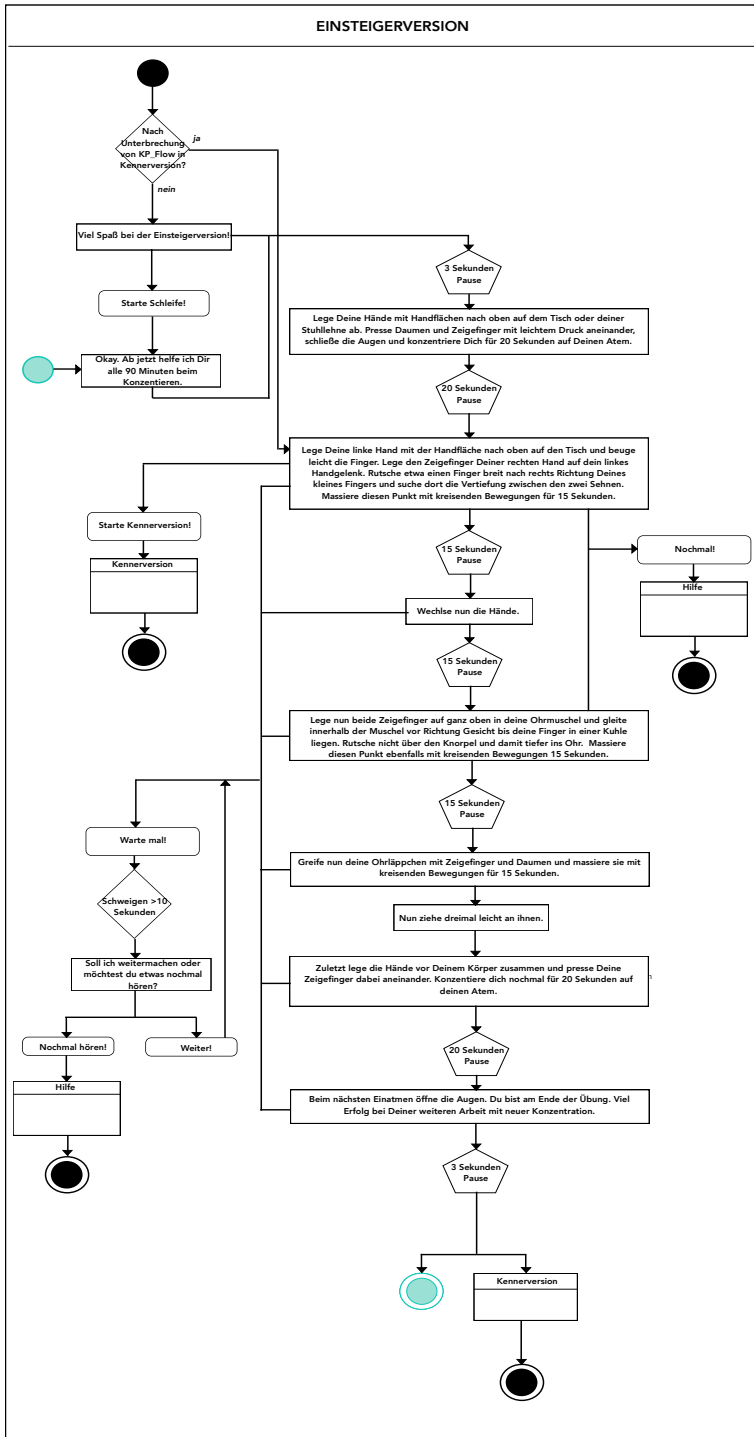 EINSTEIGERVERSION
Nach
Unterbrechung
von KP_Flow in
Kennerversion?
ja
nein
Viel Spaß bei der Einsteigerversion!
Starte Schleife!
Okay. Ab jetzt helfe ich Dir
alle 90 Minuten beim
Konzentieren.
3 Sekunden
Pause
Lege Deine Hände mit Handflächen nach oben auf dem Tisch oder deiner
Stuhllehne ab. Presse Daumen und Zeigefinger mit leichtem Druck aneinander,
schließe die Augen und konzentriere Dich für 20 Sekunden auf Deinen Atem.
20 Sekunden
Pause
Lege Deine linke Hand mit der Handfläche nach oben auf den Tisch und beuge
leicht die Finger. Lege den Zeigefinger Deiner rechten Hand auf dein linkes
Handgelenk. Rutsche etwa einen Finger breit nach rechts Richtung Deines
kleines Fingers und suche dort die Vertiefung zwischen den zwei Sehnen.
Massiere diesen Punkt mit kreisenden Bewegungen für 15 Sekunden.
Starte Kennerversion!
Kennerversion
15 Sekunden
Pause
Nochmal!
Hilfe
Wechlse nun die Hände.
15 Sekunden
Pause
Lege nun beide Zeigefinger auf ganz oben in deine Ohrmuschel und gleite
innerhalb der Muschel vor Richtung Gesicht bis deine Finger in einer Kuhle
liegen. Rutsche nicht über den Knorpel und damit tiefer ins Ohr. Massiere
diesen Punkt ebenfalls mit kreisenden Bewegungen 15 Sekunden.
15 Sekunden
Pause
Warte mal!
Greife nun deine Ohrläppchen mit Zeigefinger und Daumen und massiere sie mit
kreisenden Bewegungen für 15 Sekunden.
Schweigen >10
Sekunden
Nun ziehe dreimal leicht an ihnen.
Soll ich weitermachen oder
möchtest du etwas nochmal
hören?
Zuletzt lege die Hände vor Deinem Körper zusammen und presse Deine
Zeigefinger dabei aneinander. Konzentiere dich nochmal für 20 Sekunden auf
deinen Atem.
n
Nochmal hören!
Weiter!
20 Sekunden
Pause
Hilfe
Beim nächsten Einatmen öffne die Augen. Du bist am Ende der Übung. Viel
Erfolg bei Deiner weiteren Arbeit mit neuer Konzentration.
3 Sekunden
Pause
Kennerversion